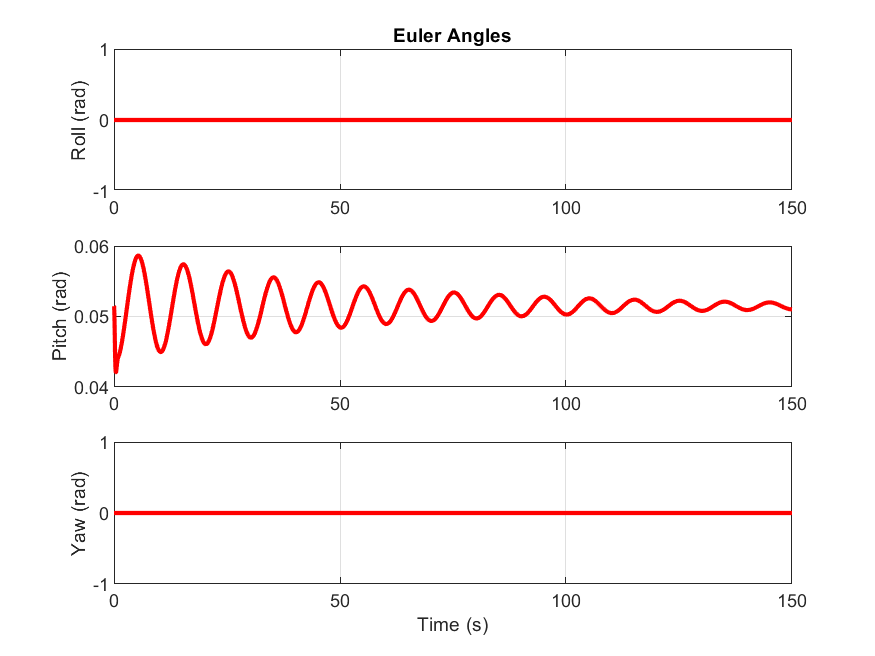 Euler Angles
1
0
-1
Roll (rad)
0 50 100 150
0.06
0.05
0.04
Pitch (rad)
0 50 100 150
1
0
-1
Yaw (rad)
0 50 100 150
Time (s)